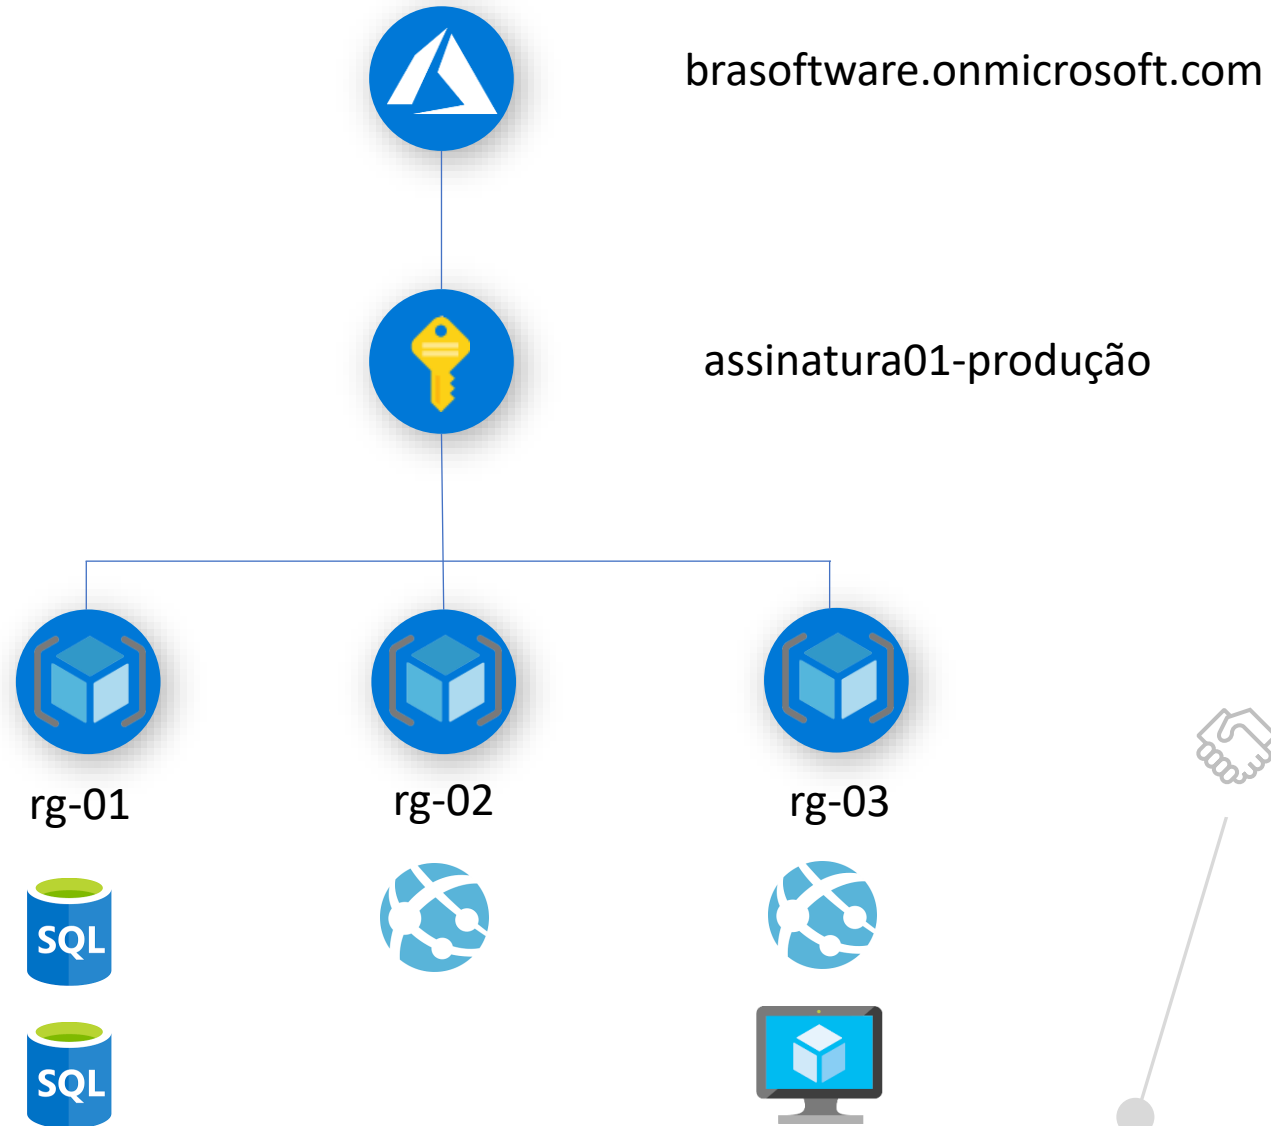 brasoftware.onmicrosoft.com
assinatura01-produção
rg-01
rg-02
rg-03
SQL
SQL